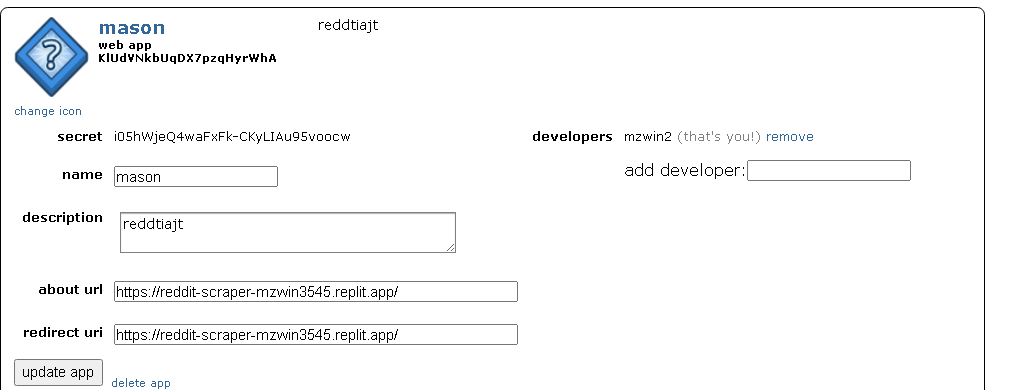 mason
reddtiajt
web app
KlUdVNkbUqDX7pzqHyrWhA
change icon
secret i05hWjeQ4waFxFk-CKyLIAu95voocw
developers mzwin2 (that's you!) remove
add developer:
name mason
description reddtiajt
about url https://reddit-scraper-mzwin3545.replit.app/
redirect uri https://reddit-scraper-mzwin3545.replit.app/
update app delete app